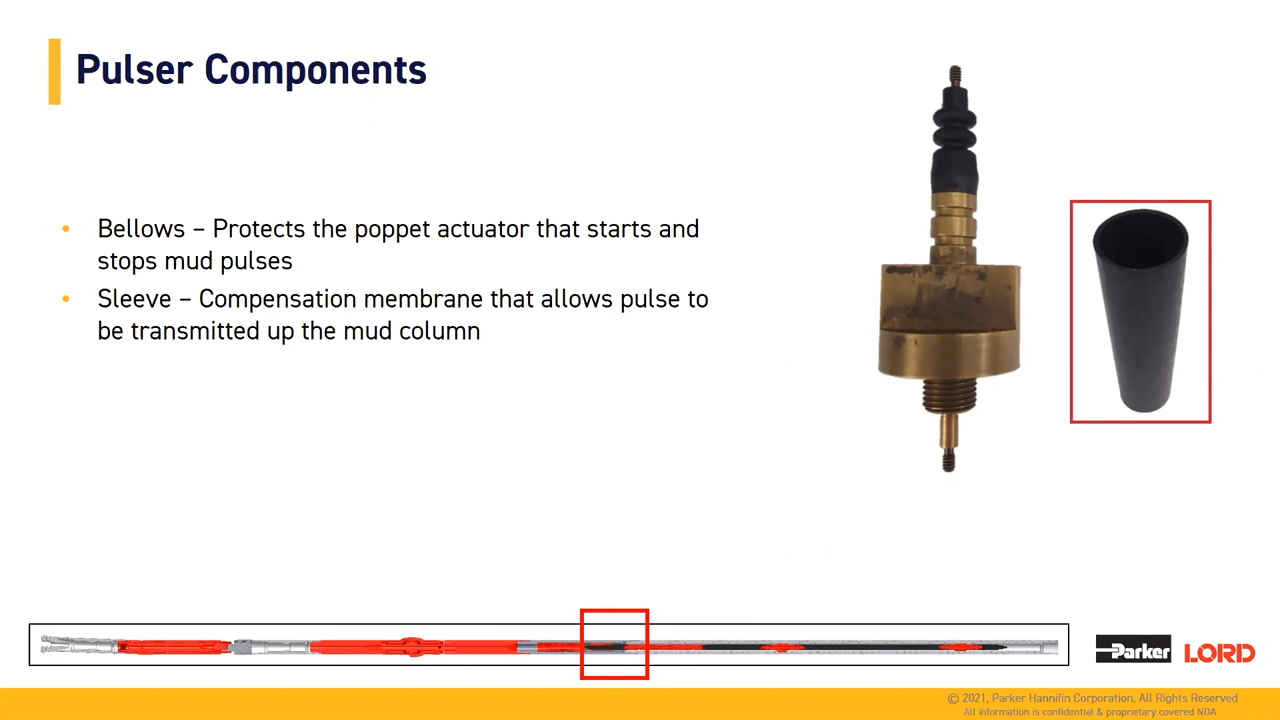 Pulser Components
• Bellows – Protects the poppet actuator that starts and
stops mud pulses
• Sleeve – Compensation membrane that allows pulse to
be transmitted up the mud column
Parker LORD
© 2021, Parker Hannifin Corporation. All Rights Reserved
All information is confidential & proprietary covered NDA